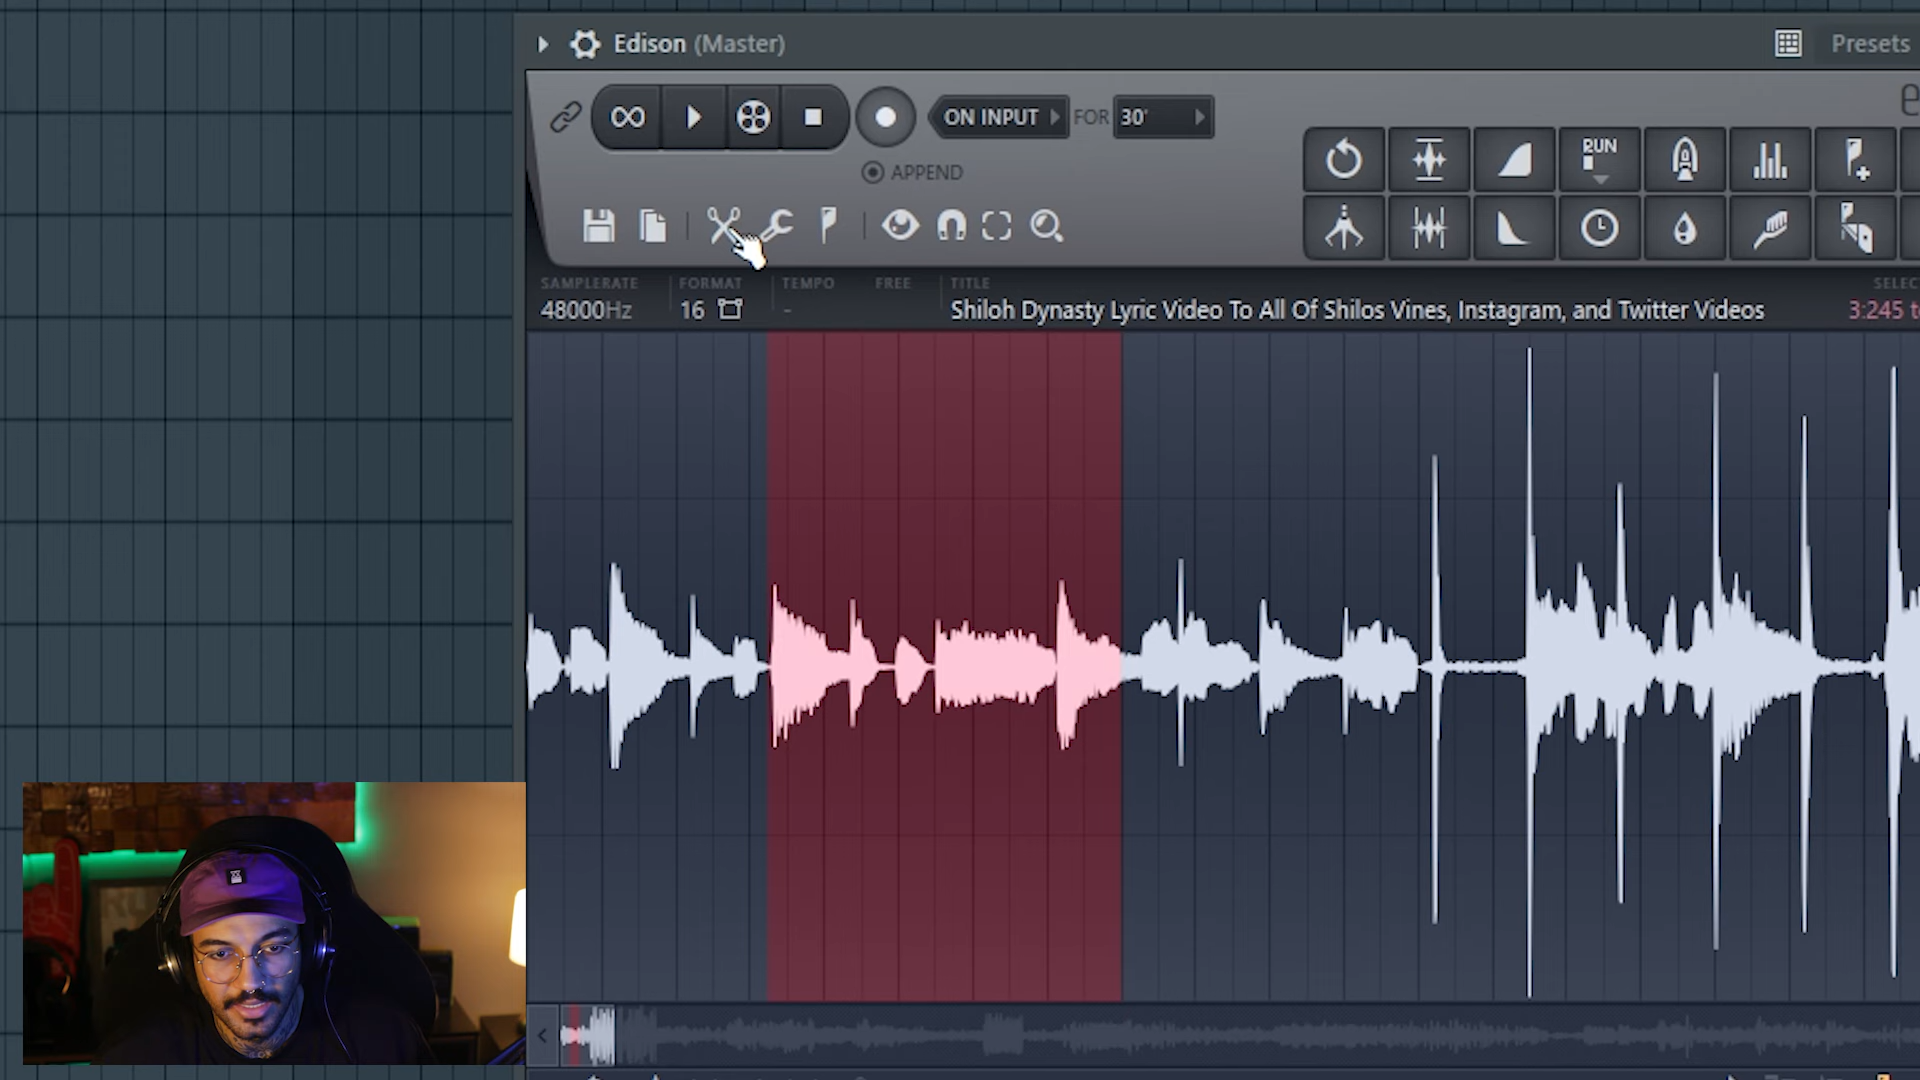 Edison (Master)
Presets
ON INPUT
FOR
30'
APPEND
RUN
SAMPLERATE
FORMAT
TEMPO
FREE
TITLE
48000Hz
16
-
Shiloh Dynasty Lyric Video To All Of Shilos Vines, Instagram, and Twitter Videos
3:245